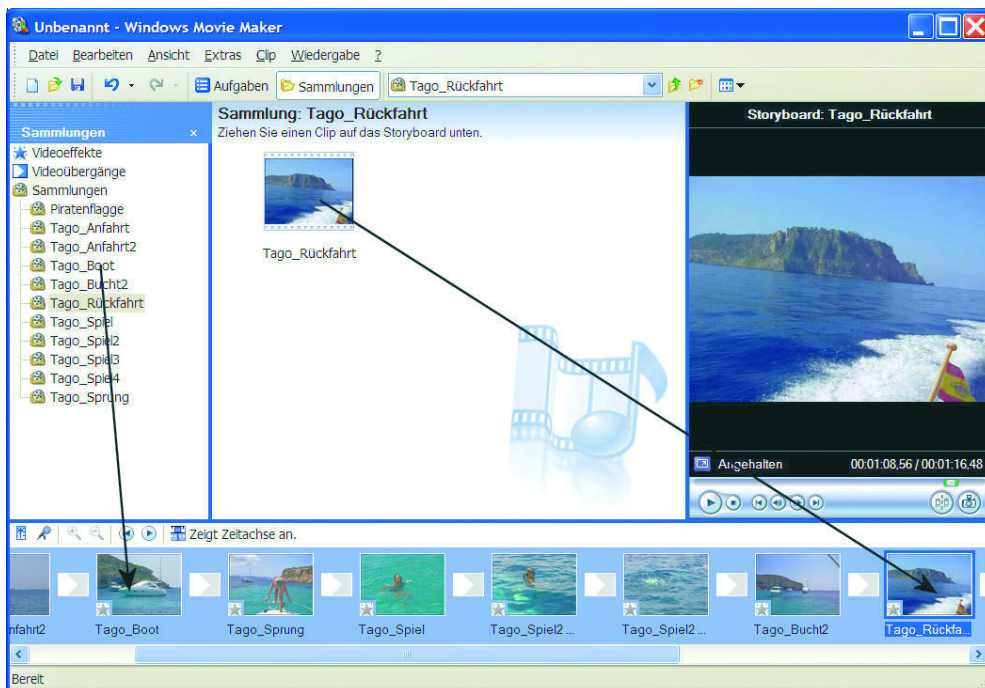 Unbenannt - Windows Movie Maker
Datei Bearbeiten Ansicht Extras Clip Wiedergabe ?
Aufgaben Sammlungen Tago_Rückfahrt
Sammlungen x
Videoeffekte
Videoübergänge
Sammlungen
Piratenflagge
Tago_Anfahrt
Tago_Anfahrt2
Tago_Boot
Tago_Bucht2
Tago_Rückfahrt
Tago_Spiel
Tago_Spiel2
Tago_Spiel3
Tago_Spiel4
Tago_Sprung
Sammlung: Tago_Rückfahrt
Ziehen Sie einen Clip auf das Storyboard unten.
Tago_Rückfahrt
Storyboard: Tago_Rückfahrt
Angehalten 00:01:08,56 / 00:01:16,48
Zeigt Zeitachse an.
nfahrt2 Tago_Boot Tago_Sprung Tago_Spiel Tago_Spiel2 ... Tago_Spiel2 ... Tago_Bucht2 Tago_Rückfa...
Bereit